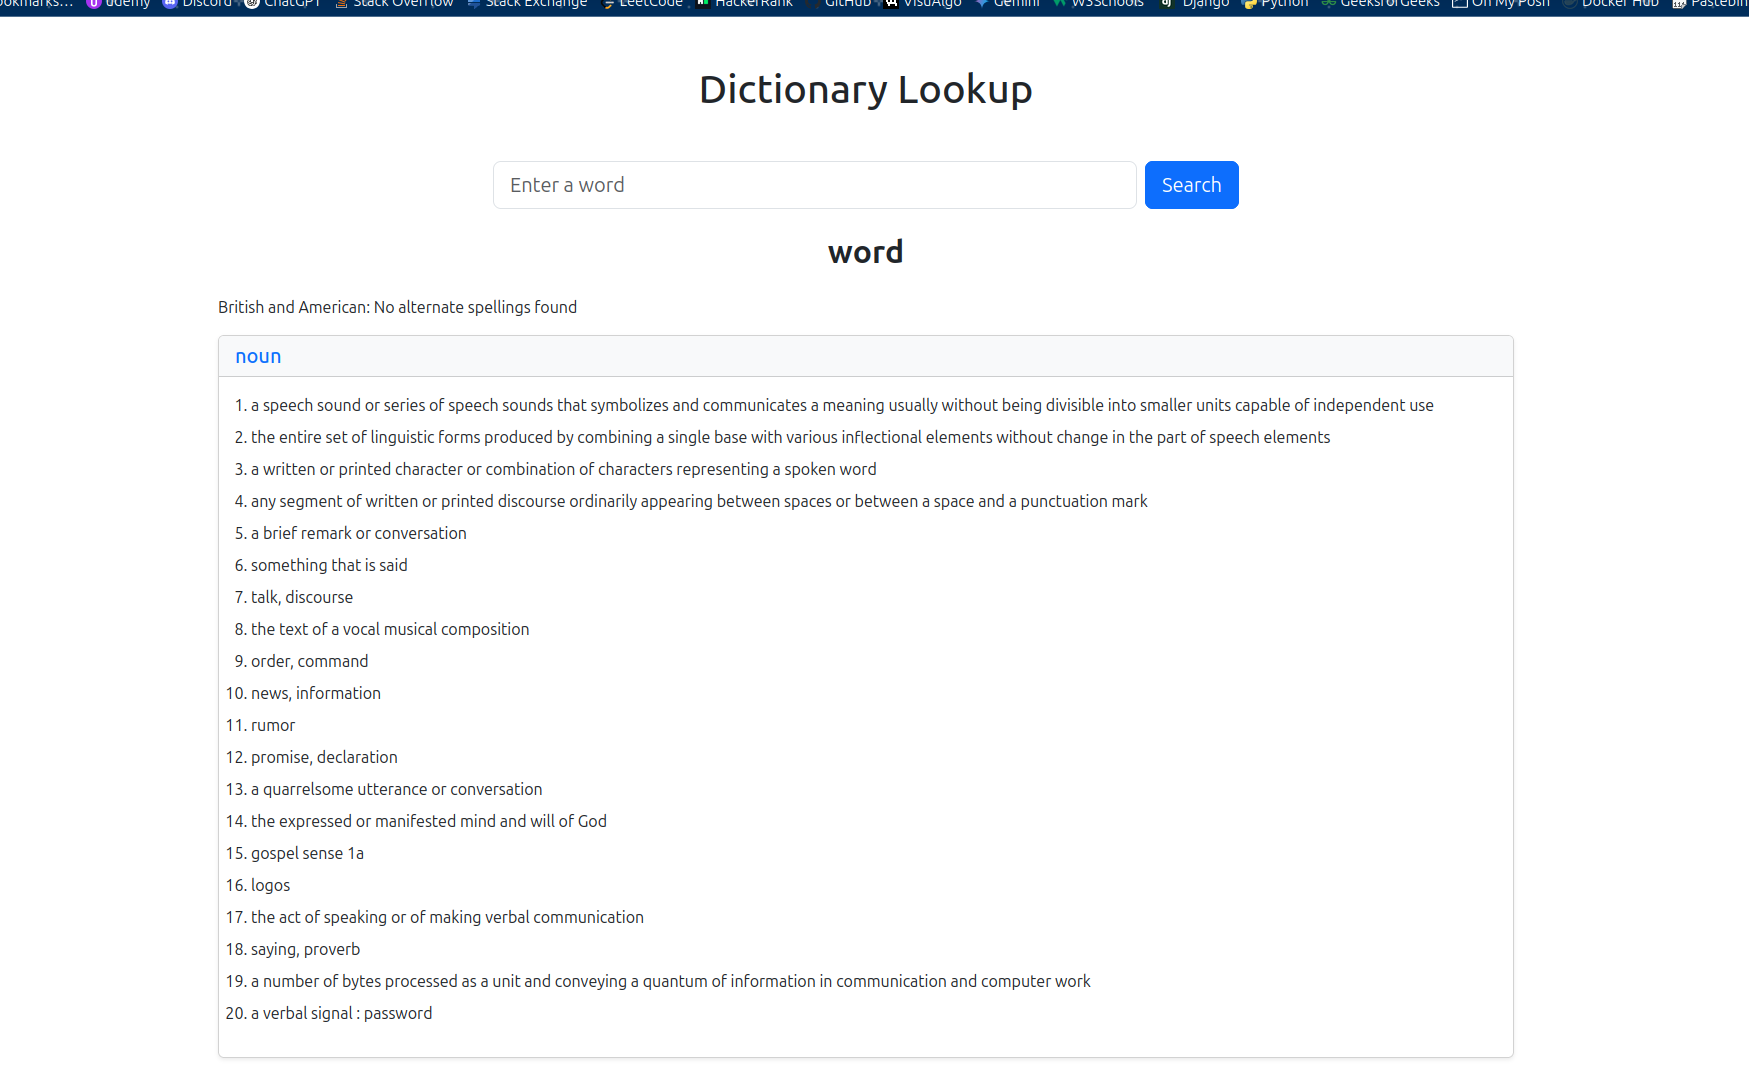 ookmarks... udemy Discord ChatGPT Stack Overflow Stack Exchange LeetCode HackerRank GitHub VisuAlgo Gemini W3Schools Django Python GeeksforGeeks Oh My Posh Docker Hub Pastebin
Dictionary Lookup
Enter a word Search
word
British and American: No alternate spellings found
noun
1. a speech sound or series of speech sounds that symbolizes and communicates a meaning usually without being divisible into smaller units capable of independent use
2. the entire set of linguistic forms produced by combining a single base with various inflectional elements without change in the part of speech elements
3. a written or printed character or combination of characters representing a spoken word
4. any segment of written or printed discourse ordinarily appearing between spaces or between a space and a punctuation mark
5. a brief remark or conversation
6. something that is said
7. talk, discourse
8. the text of a vocal musical composition
9. order, command
10. news, information
11. rumor
12. promise, declaration
13. a quarrelsome utterance or conversation
14. the expressed or manifested mind and will of God
15. gospel sense 1a
16. logos
17. the act of speaking or of making verbal communication
18. saying, proverb
19. a number of bytes processed as a unit and conveying a quantum of information in communication and computer work
20. a verbal signal : password